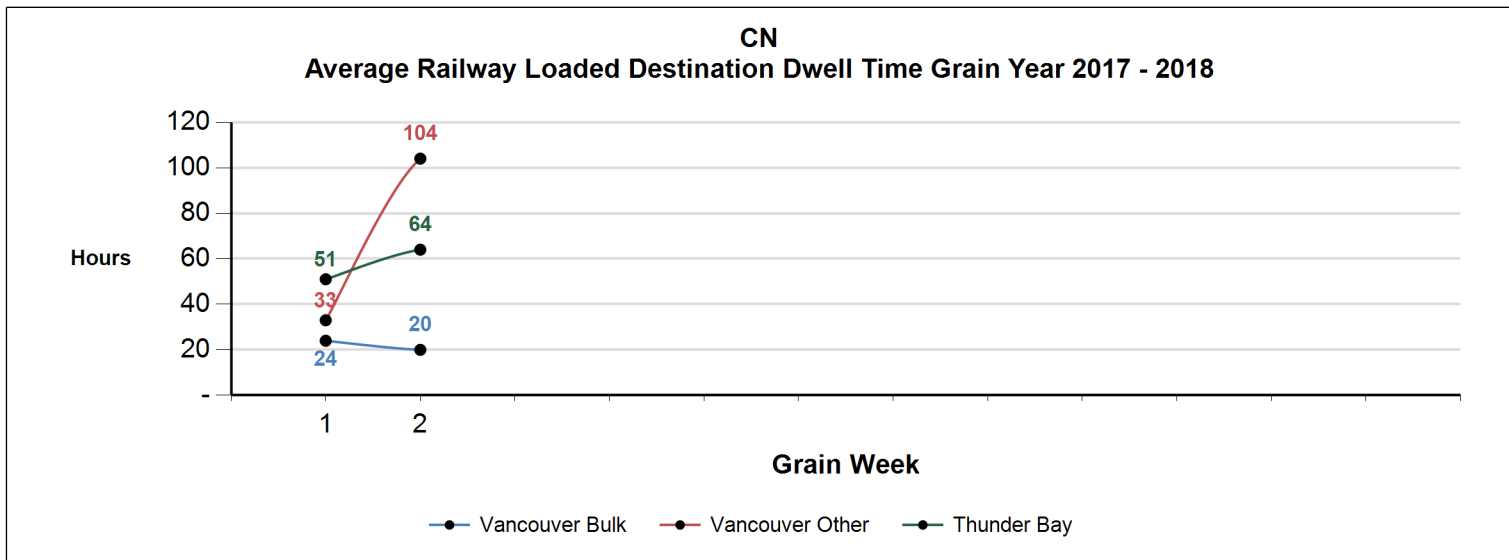 CN
Average Railway Loaded Destination Dwell Time Grain Year 2017 - 2018
120
104
100
80
64
Hours
60
51
40
33
20
24
20
-
1 2
Grain Week
Vancouver Bulk Vancouver Other Thunder Bay